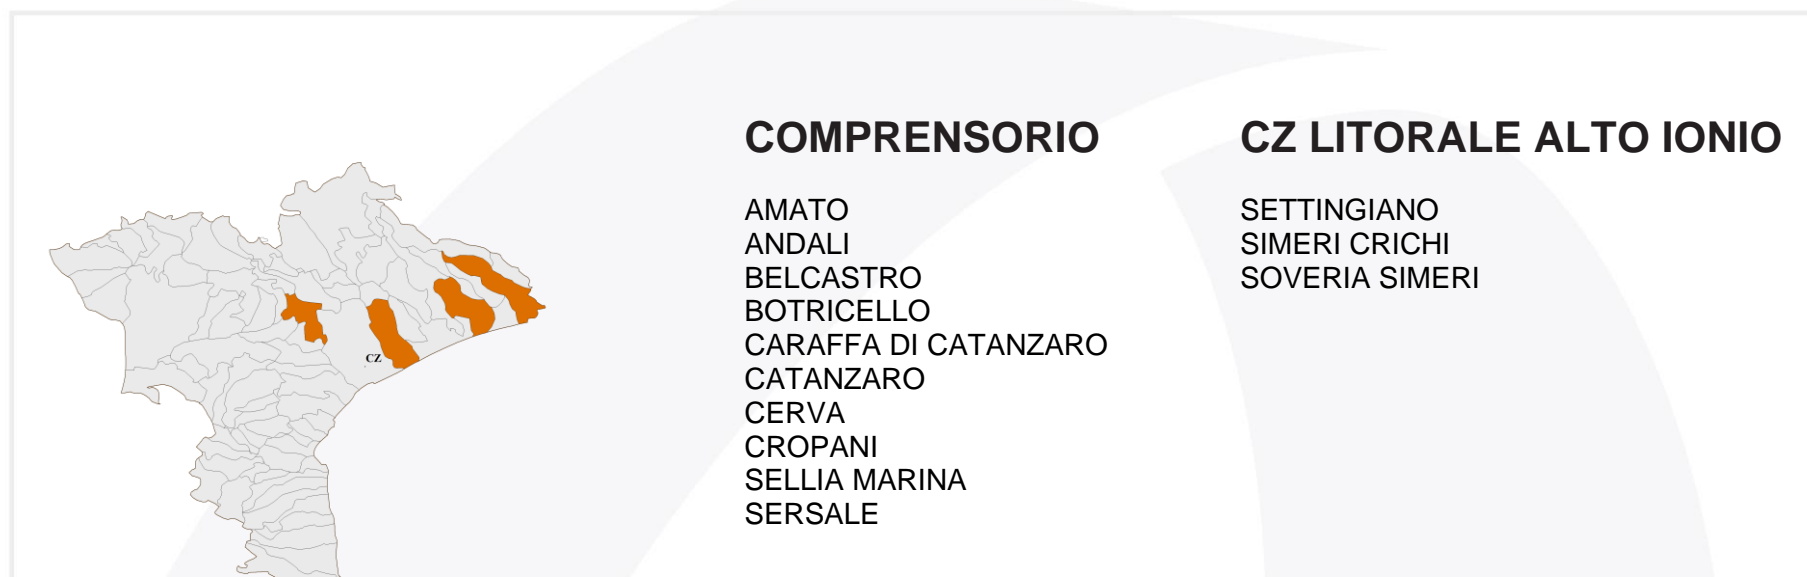 COMPRENSORIO
CZ LITORALE ALTO IONIO
AMATO
ANDALI
BELCASTRO
BOTRICELLO
CARAFFA DI CATANZARO
CATANZARO
CERVA
CROPANI
SELLIA MARINA
SERSALE
SETTINGIANO
SIMERI CRICHI
SOVERIA SIMERI
CZ